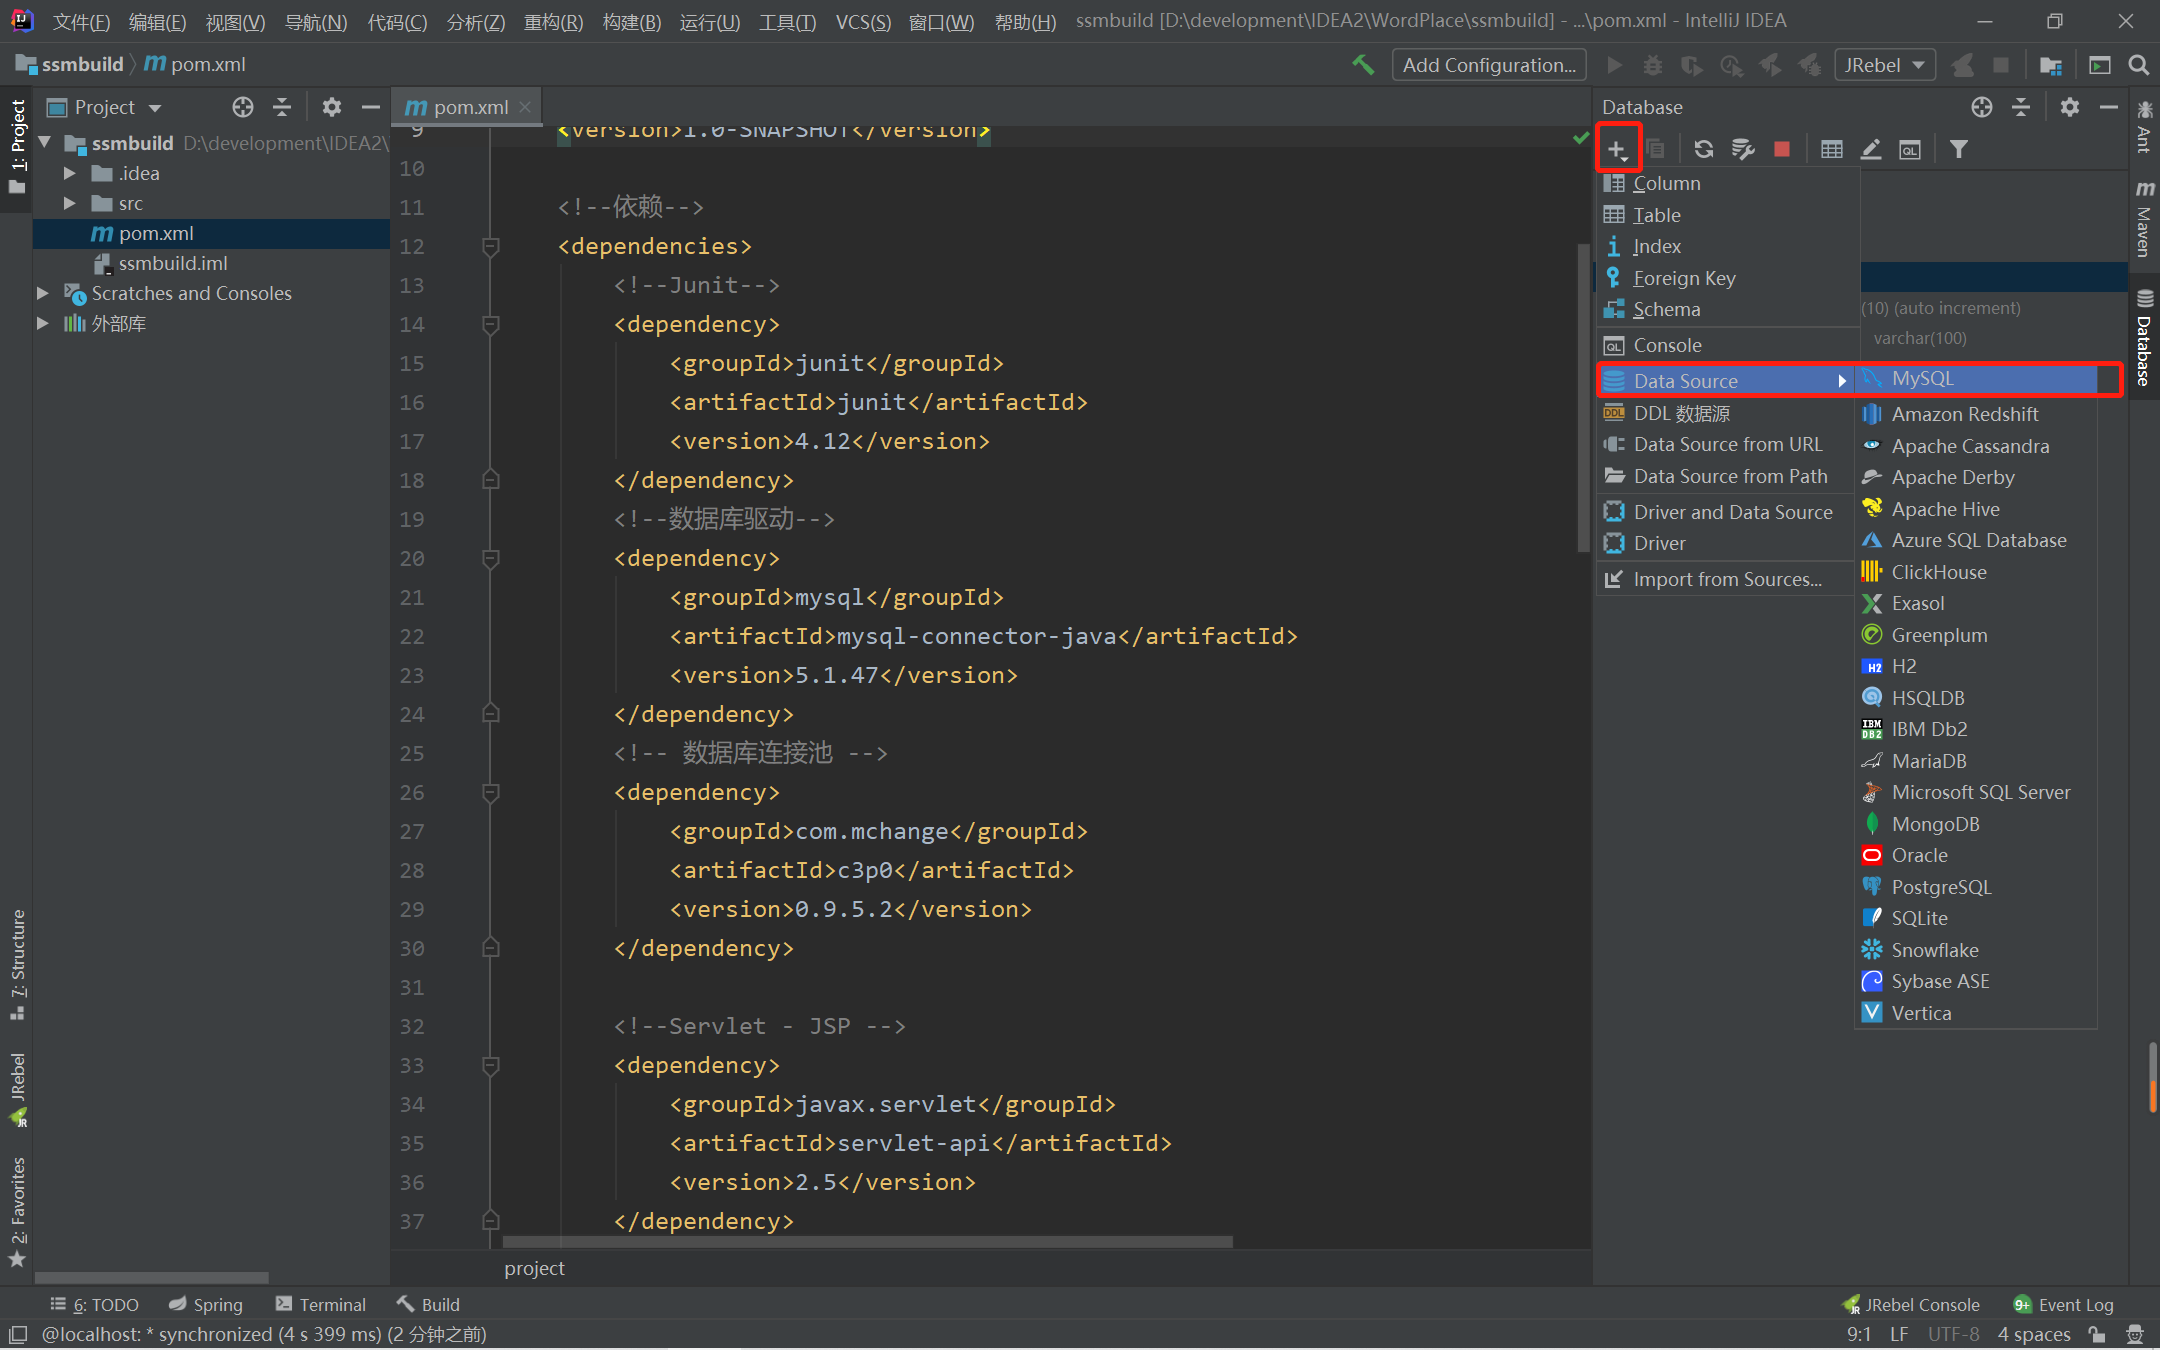 文件(F) 编辑(E) 视图(V) 导航(N) 代码(C) 分析(Z) 重构(R) 构建(B) 运行(U) 工具(T) VCS(S) 窗口(W) 帮助(H) ssmbuild [D:\development\IDEA2\WordPlace\ssmbuild] - ...\pom.xml - IntelliJ IDEA
ssmbuild pom.xml
Add Configuration...
JRebel
1: Project
7: Structure
JRebel
2: Favorites
Project
ssmbuild D:\development\IDEA2\
.idea
src
pom.xml
ssmbuild.iml
Scratches and Consoles
外部库
pom.xml
9 <version>1.0-SNAPSHOT</version>
10
11 <!--依赖-->
12 <dependencies>
13 <!--Junit-->
14 <dependency>
15 <groupId>junit</groupId>
16 <artifactId>junit</artifactId>
17 <version>4.12</version>
18 </dependency>
19 <!--数据库驱动-->
20 <dependency>
21 <groupId>mysql</groupId>
22 <artifactId>mysql-connector-java</artifactId>
23 <version>5.1.47</version>
24 </dependency>
25 <!-- 数据库连接池 -->
26 <dependency>
27 <groupId>com.mchange</groupId>
28 <artifactId>c3p0</artifactId>
29 <version>0.9.5.2</version>
30 </dependency>
31
32 <!--Servlet - JSP -->
33 <dependency>
34 <groupId>javax.servlet</groupId>
35 <artifactId>servlet-api</artifactId>
36 <version>2.5</version>
37 </dependency>
project
Database
Column
Table
Index
Foreign Key
Schema
Console
Data Source
DDL 数据源
Data Source from URL
Data Source from Path
Driver and Data Source
Driver
Import from Sources...
(10) (auto increment)
varchar(100)
MySQL
Amazon Redshift
Apache Cassandra
Apache Derby
Apache Hive
Azure SQL Database
ClickHouse
Exasol
Greenplum
H2
HSQLDB
IBM Db2
MariaDB
Microsoft SQL Server
MongoDB
Oracle
PostgreSQL
SQLite
Snowflake
Sybase ASE
Vertica
Ant
Maven
Database
6: TODO Spring Terminal Build
JRebel Console 9+ Event Log
@localhost: * synchronized (4 s 399 ms) (2 分钟之前)
9:1 LF UTF-8 4 spaces